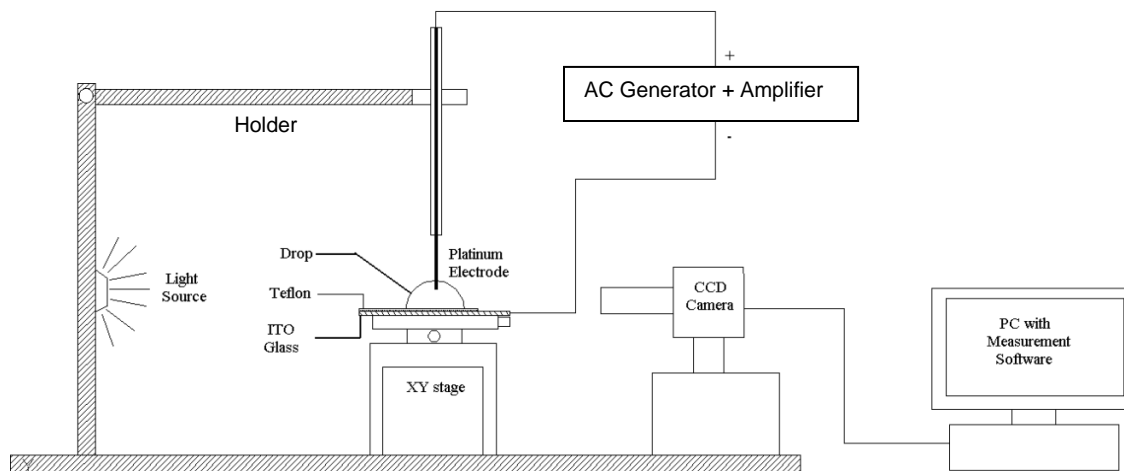 +
AC Generator + Amplifier
-
Holder
Drop
Platinum
Electrode
Light
Source
Teflon
ITO
Glass
CCD
Camera
PC with
Measurement
Software
XY stage